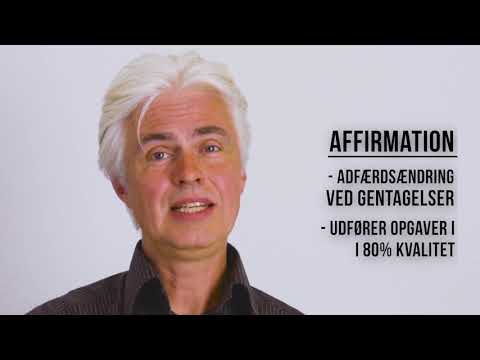 AFFIRMATION
- ADFÆRDSÆNDRING
VED GENTAGELSER
- UDFØRER OPGAVER I
I 80% KVALITET